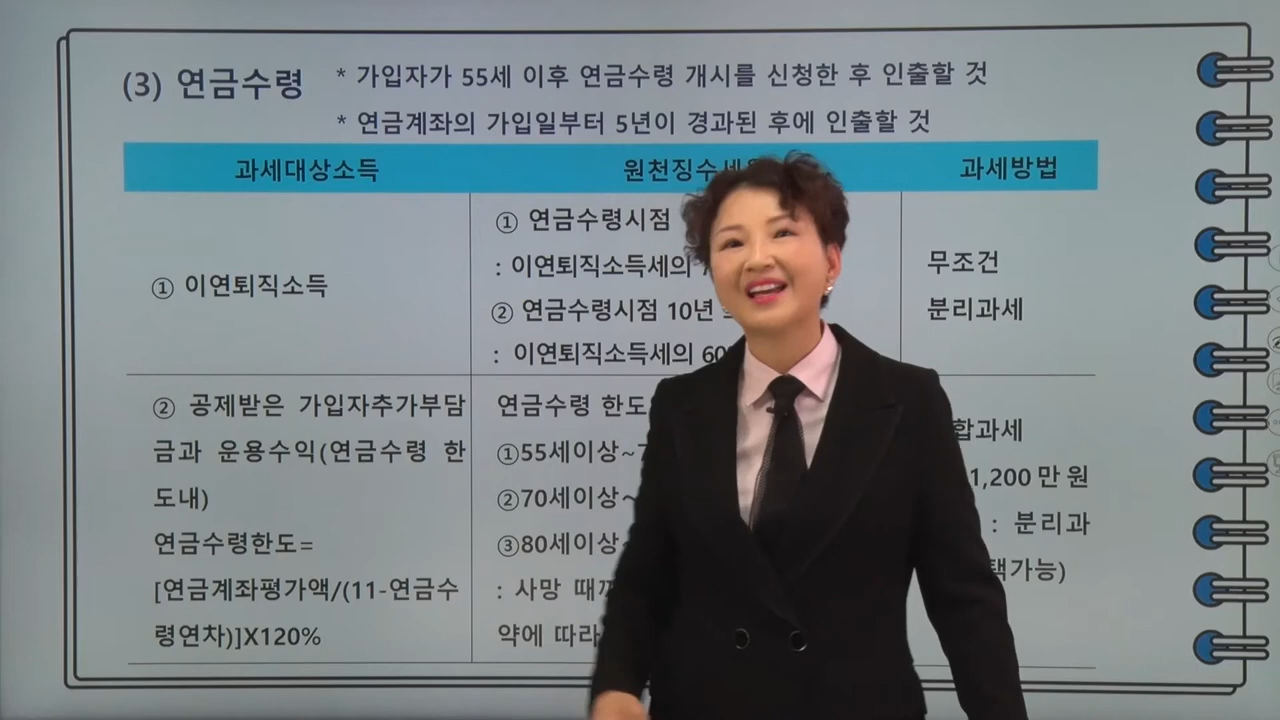 (3) 연금수령
* 가입자가 55세 이후 연금수령 개시를 신청한 후 인출할 것
* 연금계좌의 가입일부터 5년이 경과된 후에 인출할 것
과세대상소득 원천징수세 과세방법
① 이연퇴직소득
① 연금수령시점
: 이연퇴직소득세의
② 연금수령시점 10년
: 이연퇴직소득세의 60
무조건
분리과세
② 공제받은 가입자추가부담
금과 운용수익(연금수령 한
도내)
연금수령한도=
[연금계좌평가액/(11-연금수
령연차)]X120%
연금수령 한도
①55세이상~
②70세이상~
③80세이상
: 사망 때
약에 따라
합과세
1,200만원
: 분리과
택가능)